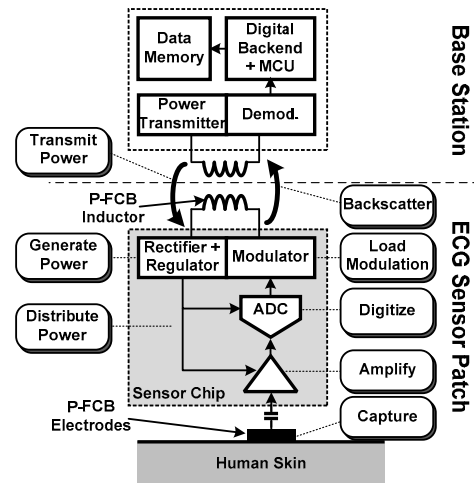 Data
Memory
Digital
Backend
+ MCU
Base Station
Power
Transmitter
Demod.
Transmit
Power
P-FCB
Inductor
Backscatter
Generate
Power
Rectifier +
Regulator
Modulator
Load
Modulation
ECG Sensor Patch
Distribute
Power
ADC
Digitize
Amplify
Sensor Chip
P-FCB
Electrodes
Capture
Human Skin